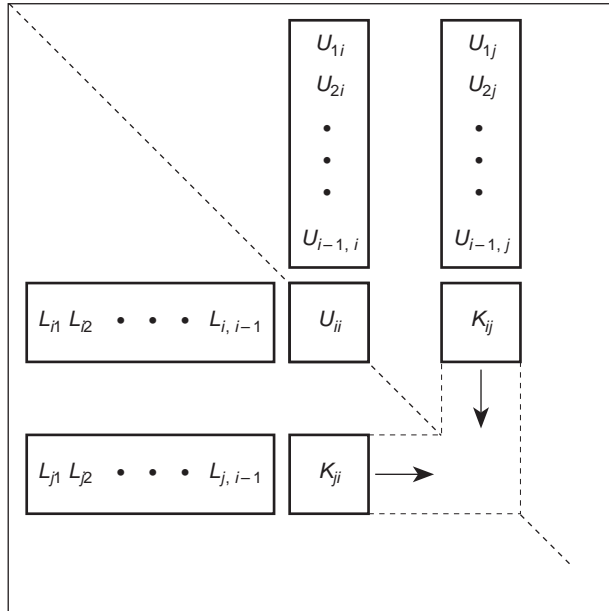 U₁ᵢ U₁ⱼ
U₂ᵢ U₂ⱼ
• •
• •
• •
Uᵢ₋₁, ᵢ Uᵢ₋₁, ⱼ
Lᵢ₁ Lᵢ₂ • • • Lᵢ, ᵢ₋₁ Uᵢᵢ Kᵢⱼ
Lⱼ₁ Lⱼ₂ • • • Lⱼ, ᵢ₋₁ Kⱼᵢ